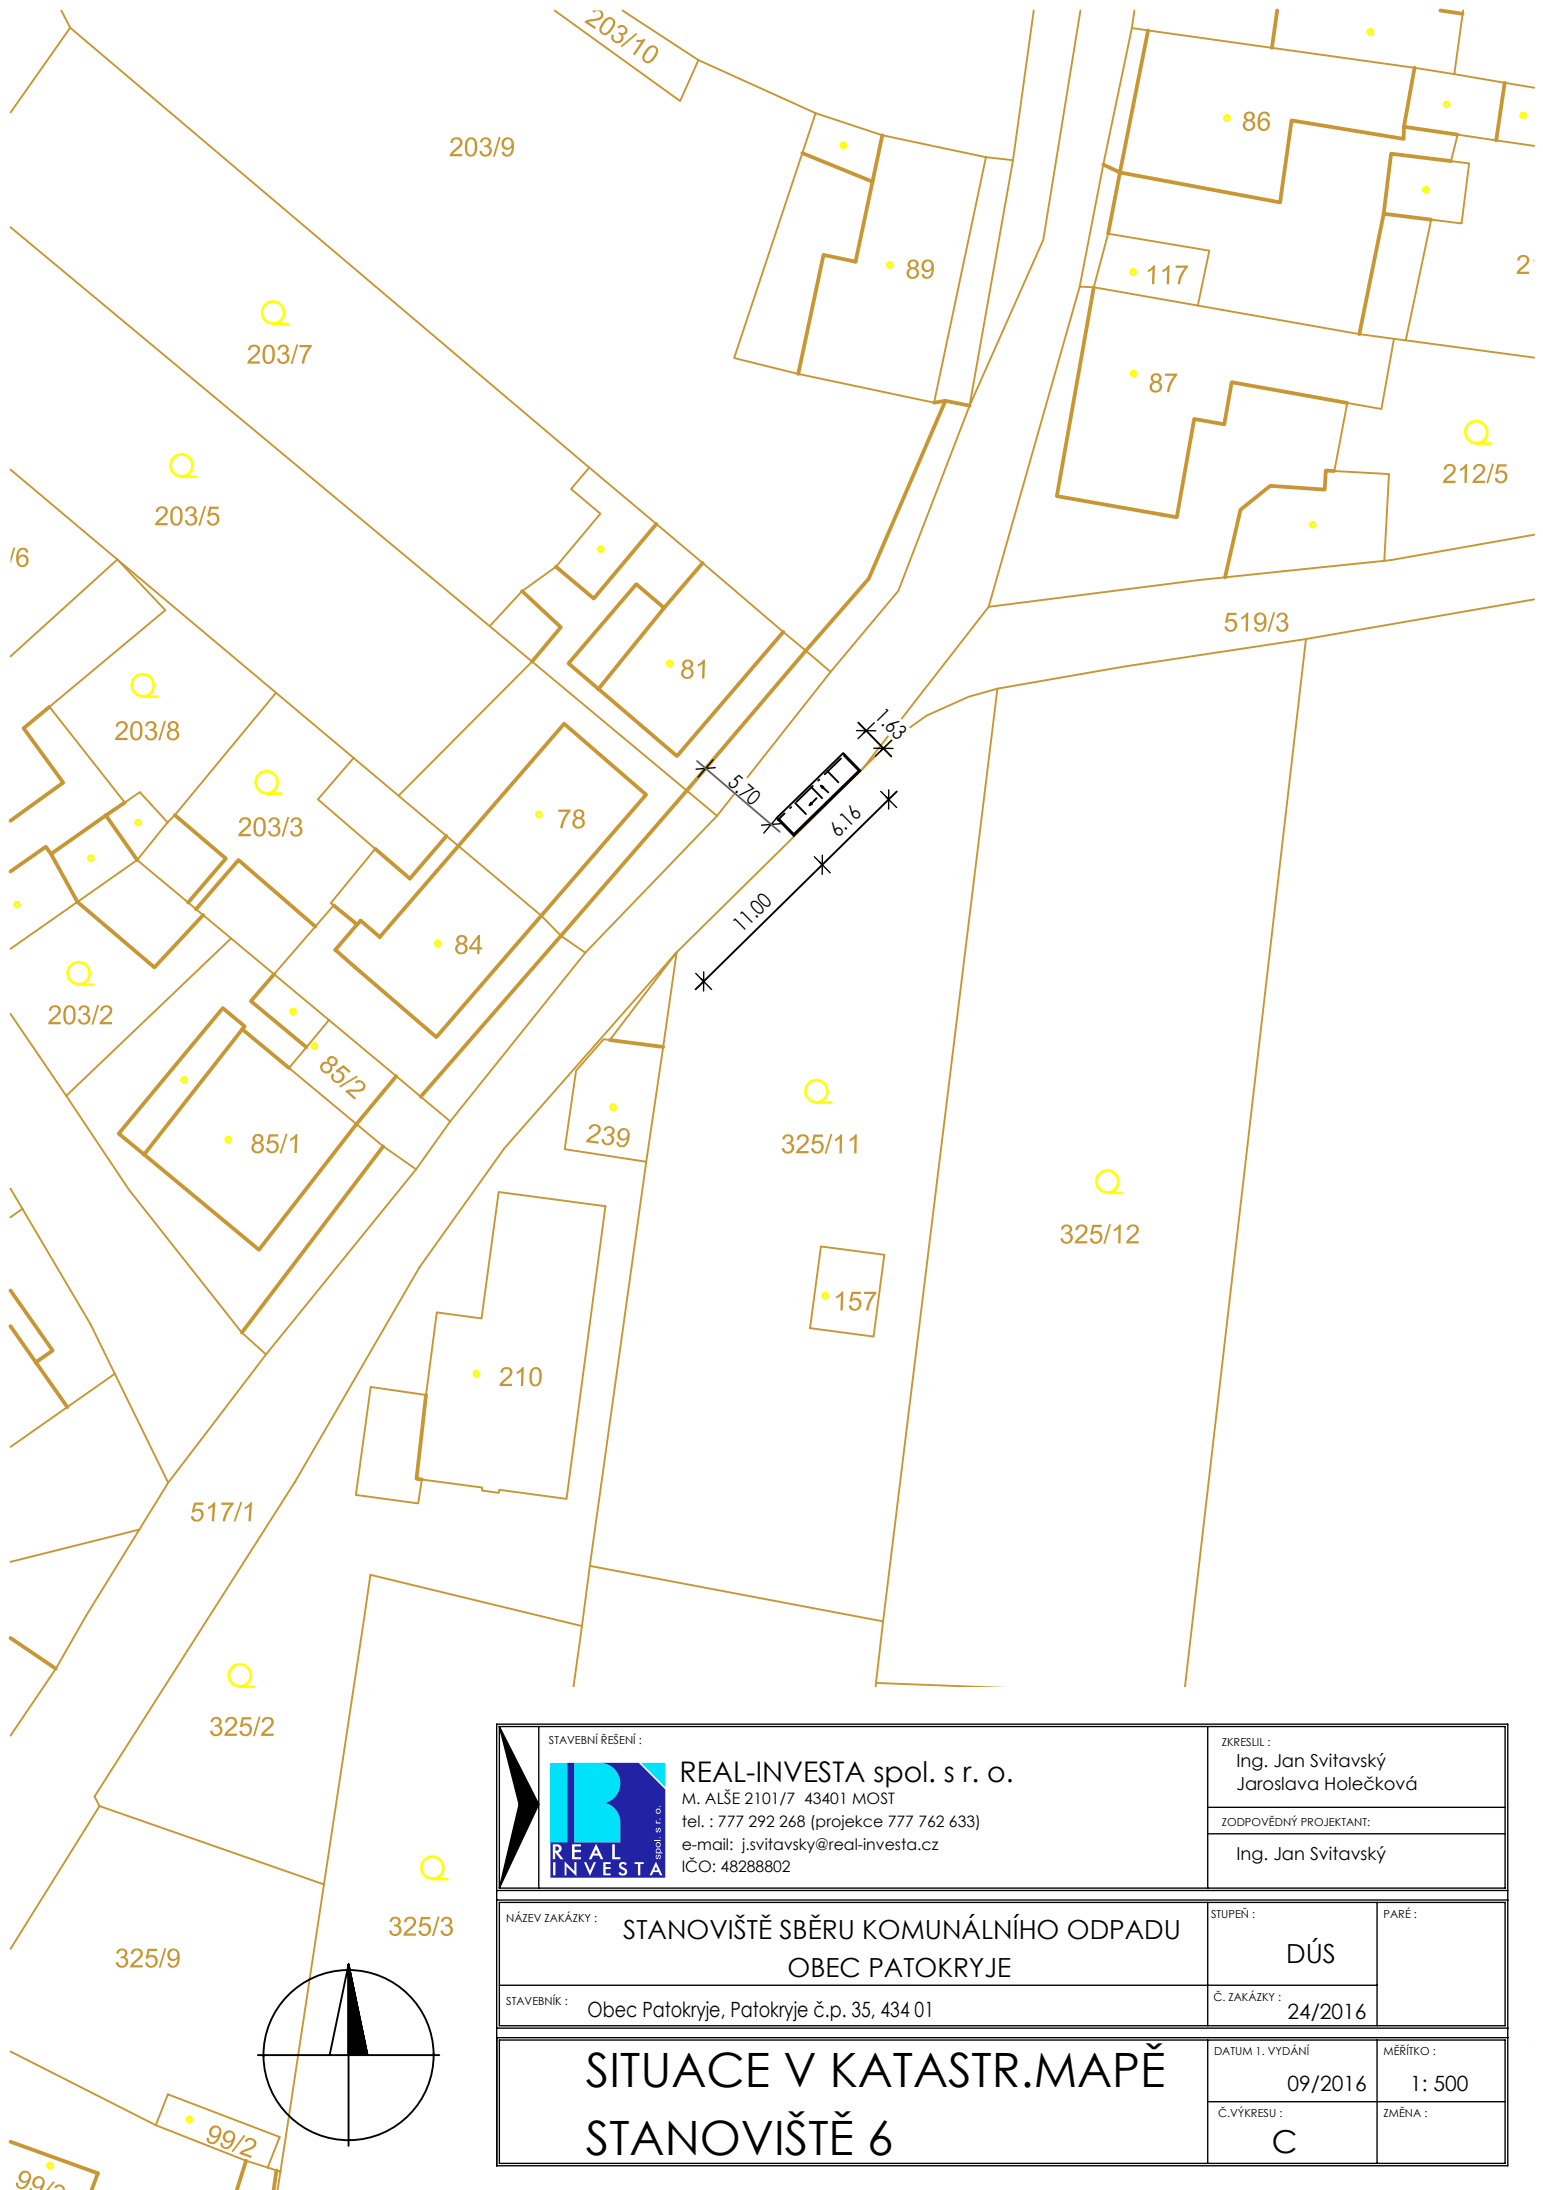 203/10
203/9
86
89
117
203/7
87
203/5
212/5
/6
519/3
81
203/8
1.63
5.70
78
6.16
203/3
11.00
84
203/2
85/2
239
325/11
85/1
325/12
157
210
517/1
325/2
325/3
325/9
99/2
STAVEBNÍ ŘEŠENÍ :
REAL INVESTA spol. s r. o.
REAL-INVESTA spol. s r. o.
M. ALŠE 2101/7 43401 MOST
tel. : 777 292 268 (projekce 777 762 633)
e-mail: j.svitavsky@real-investa.cz
IČO: 48288802
ZKRESLIL :
Ing. Jan Svitavský
Jaroslava Holečková
ZODPOVĚDNÝ PROJEKTANT:
Ing. Jan Svitavský
NÁZEV ZAKÁZKY :
STANOVIŠTĚ SBĚRU KOMUNÁLNÍHO ODPADU
OBEC PATOKRYJE
STUPEŇ :
DÚS
PARÉ :
STAVEBNÍK :
Obec Patokryje, Patokryje č.p. 35, 434 01
Č. ZAKÁZKY :
24/2016
SITUACE V KATASTR.MAPĚ
STANOVIŠTĚ 6
DATUM 1. VYDÁNÍ
09/2016
MĚŘÍTKO :
1: 500
Č.VÝKRESU :
C
ZMĚNA :